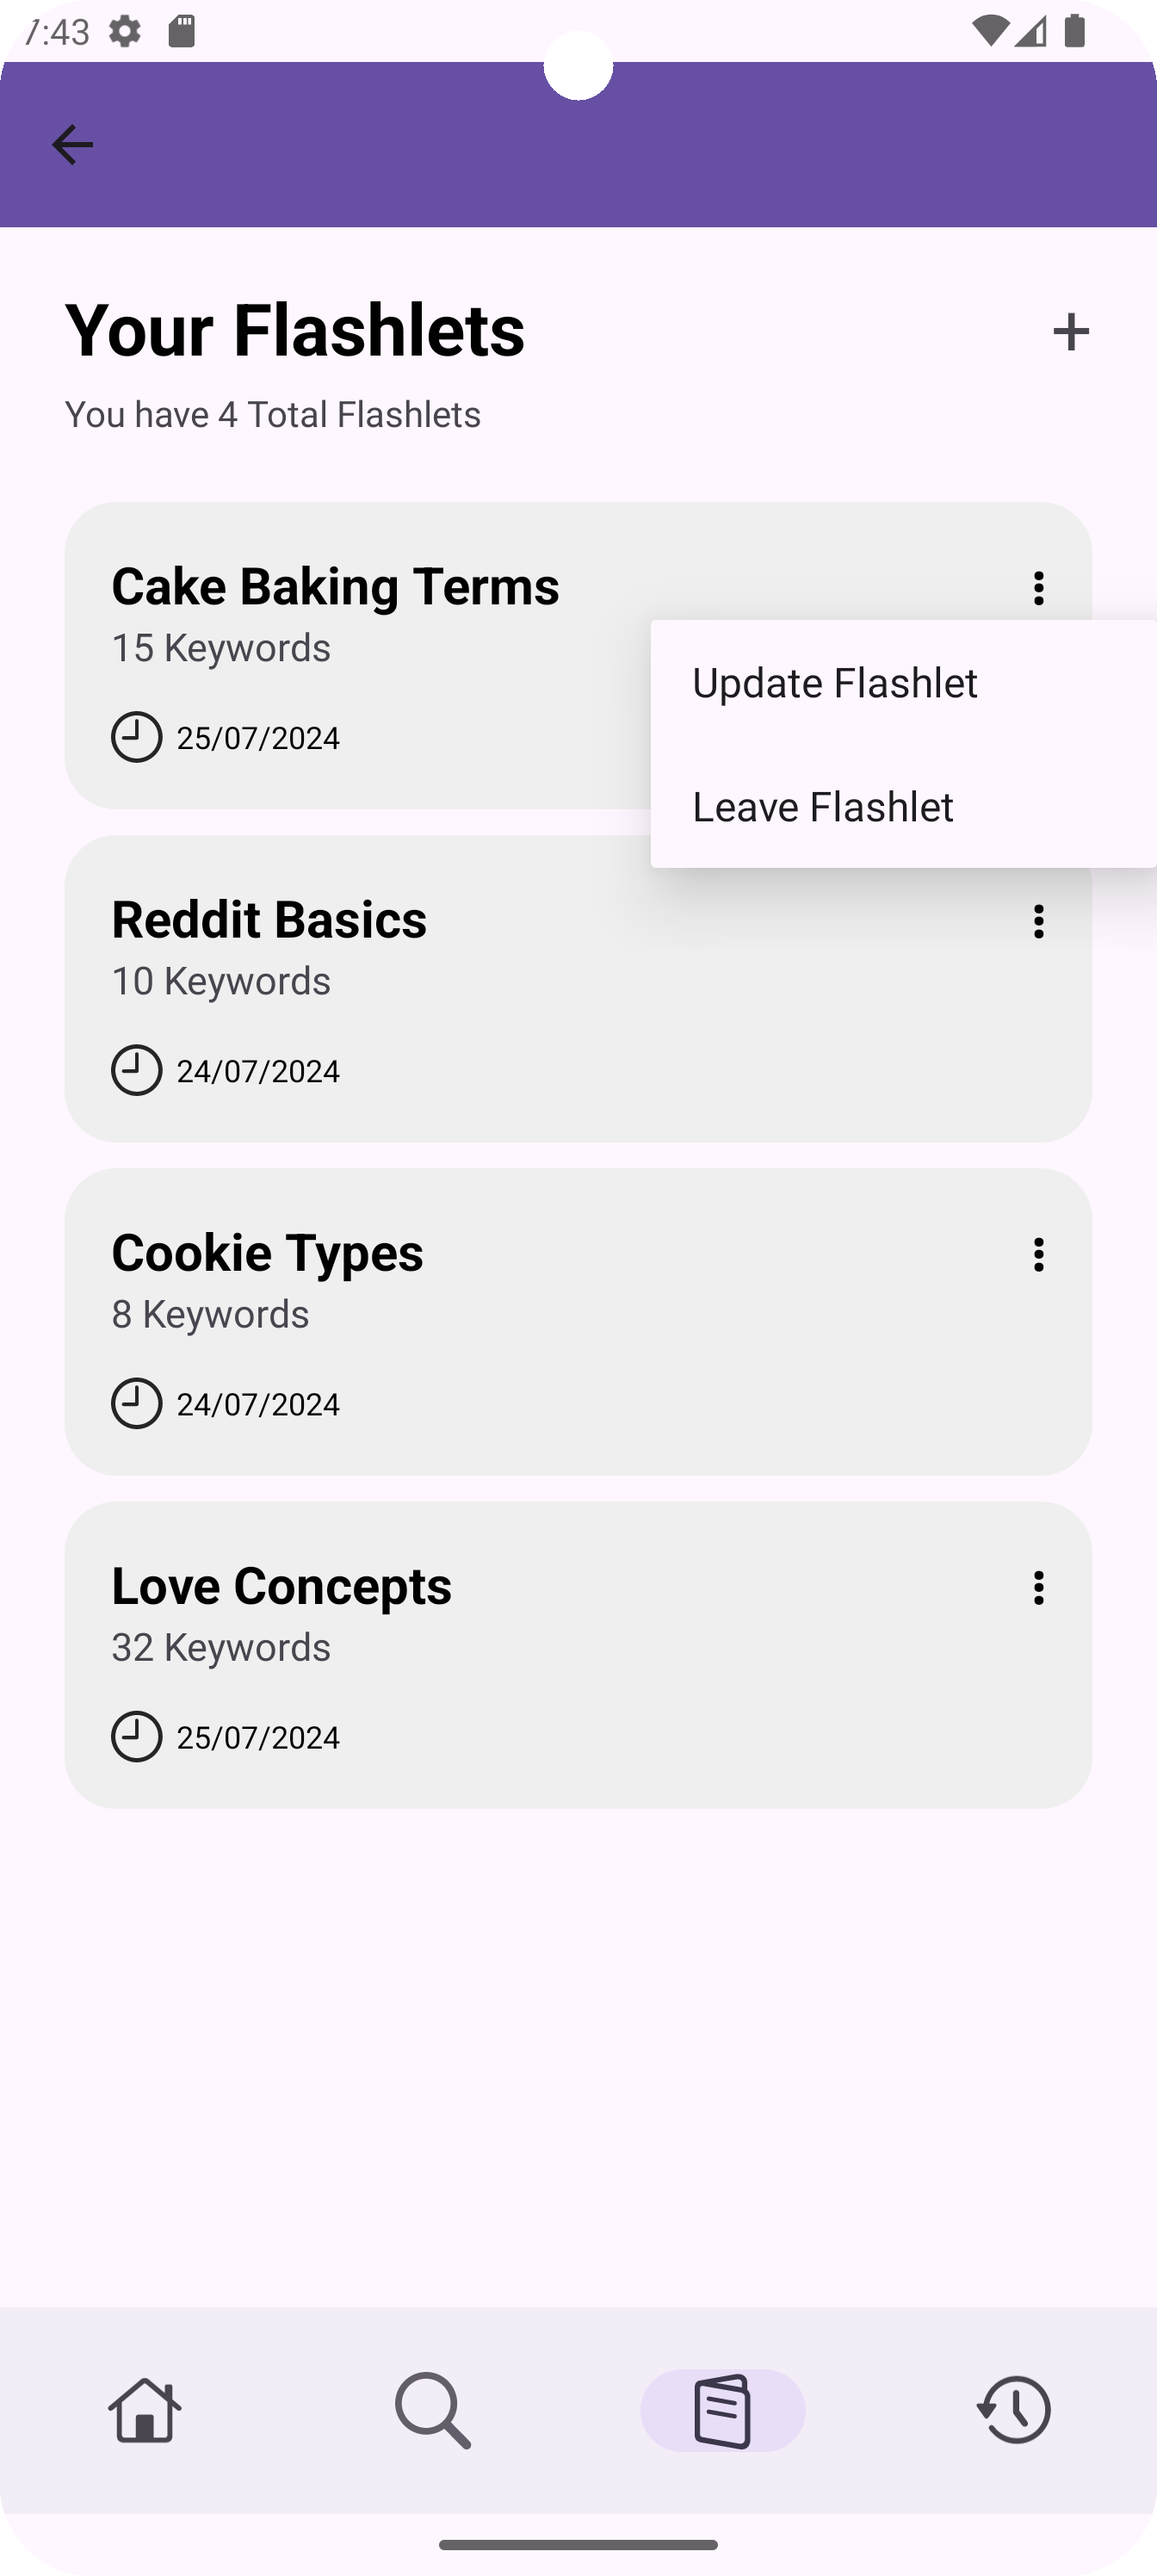 7:43
Your Flashlets
You have 4 Total Flashlets
Cake Baking Terms
15 Keywords
25/07/2024
Update Flashlet
Leave Flashlet
Reddit Basics
10 Keywords
24/07/2024
Cookie Types
8 Keywords
24/07/2024
Love Concepts
32 Keywords
25/07/2024